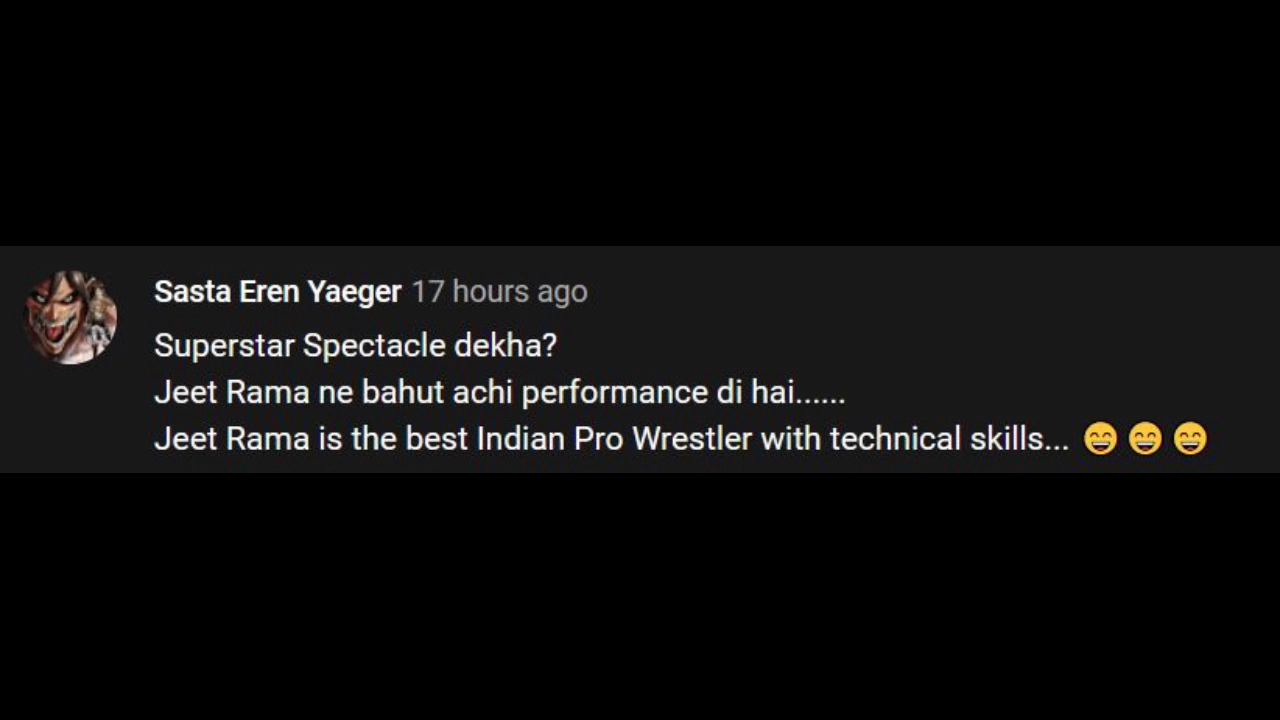 Sasta Eren Yaeger 17 hours ago
Superstar Spectacle dekha?
Jeet Rama ne bahut achi performance di hai......
Jeet Rama is the best Indian Pro Wrestler with technical skills... 😄 😄 😄